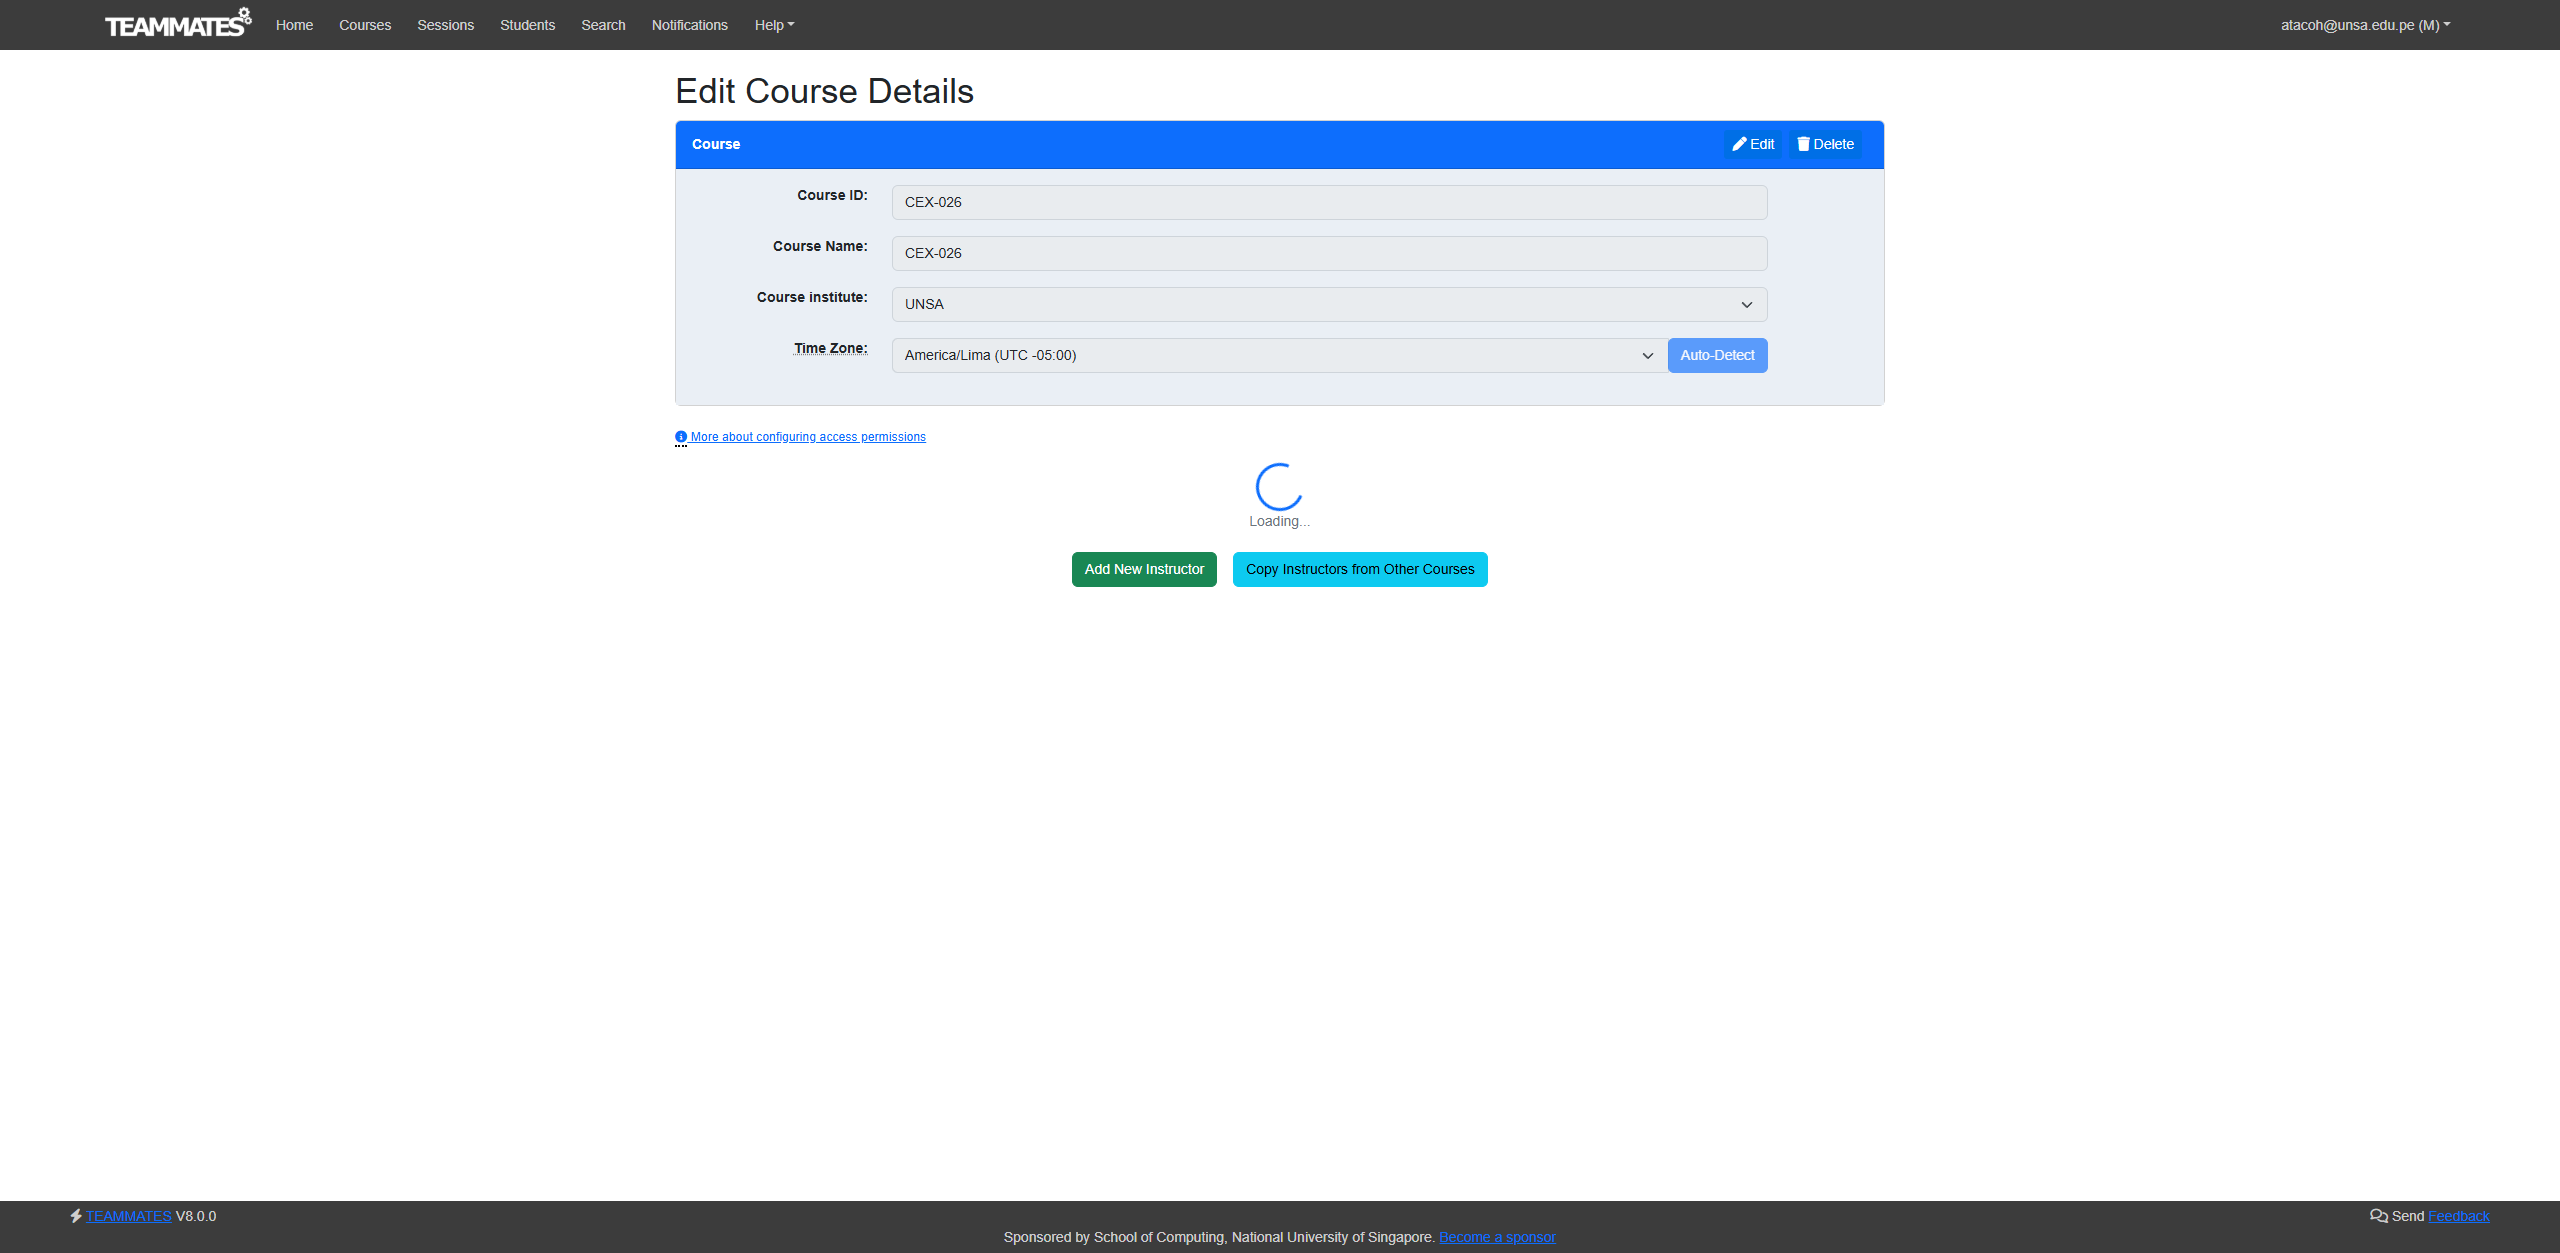 TEAMMATES Home Courses Sessions Students Search Notifications Help atacoh@unsa.edu.pe (M)
Edit Course Details
Course Edit Delete
Course ID: CEX-026
Course Name: CEX-026
Course institute: UNSA
Time Zone: America/Lima (UTC -05:00) Auto-Detect
More about configuring access permissions
Loading...
Add New Instructor Copy Instructors from Other Courses
TEAMMATES V8.0.0 Send Feedback
Sponsored by School of Computing, National University of Singapore. Become a sponsor